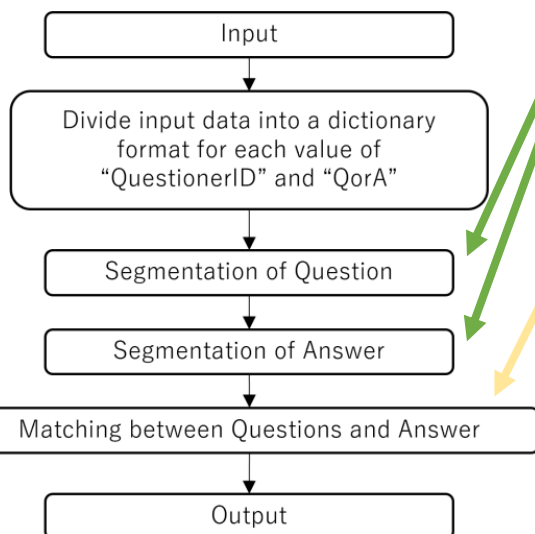 Input
Divide input data into a dictionary
format for each value of
“QuestionerID” and “QorA”
Segmentation of Question
Segmentation of Answer
Matching between Questions and Answer
Output